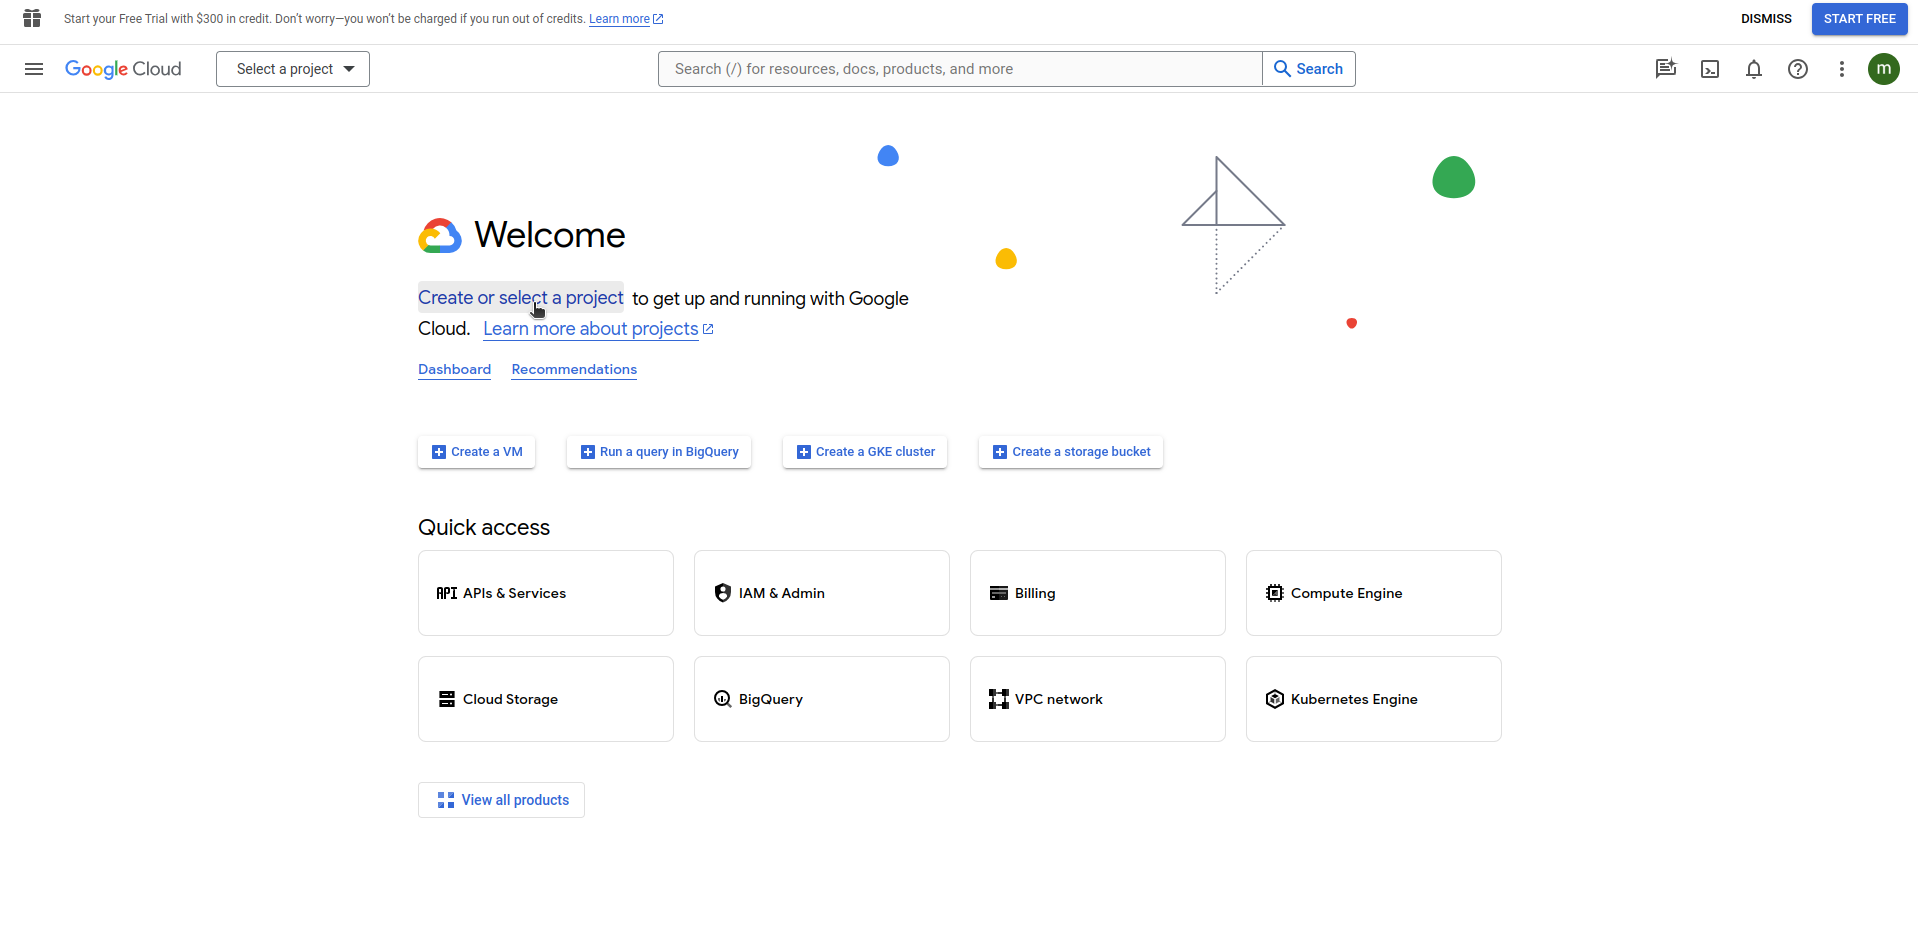 Start your Free Trial with $300 in credit. Don't worry—you won't be charged if you run out of credits. Learn more
DISMISS
START FREE
Google Cloud
Select a project
Search (/) for resources, docs, products, and more
Search
m
Welcome
Create or select a project to get up and running with Google
Cloud. Learn more about projects
Dashboard Recommendations
Create a VM
Run a query in BigQuery
Create a GKE cluster
Create a storage bucket
Quick access
API APIs & Services
IAM & Admin
Billing
Compute Engine
Cloud Storage
BigQuery
VPC network
Kubernetes Engine
View all products